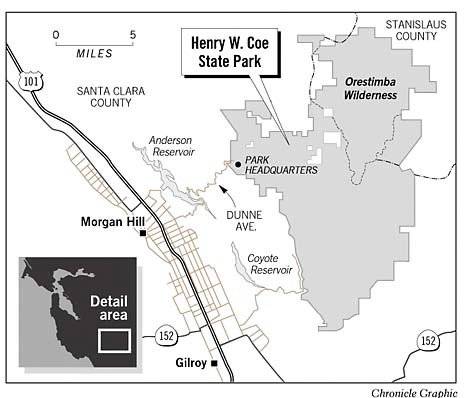 0 5
MILES
STANISLAUS
COUNTY
Henry W. Coe
State Park
Orestimba
Wilderness
101
SANTA CLARA
COUNTY
Anderson
Reservoir
PARK
HEADQUARTERS
DUNNE
AVE.
Morgan Hill
Coyote
Reservoir
Detail
area
152
152
Gilroy
Chronicle Graphic